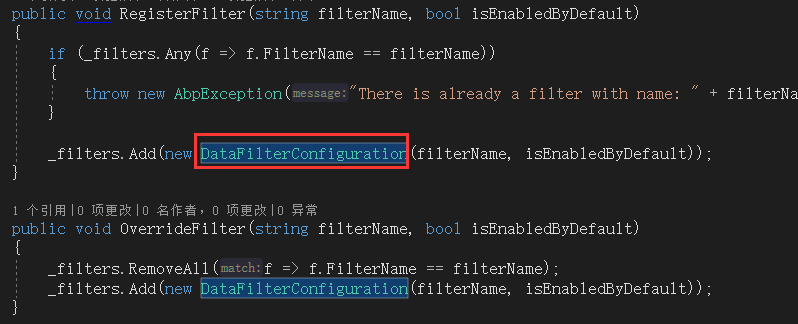 public void RegisterFilter(string filterName, bool isEnabledByDefault)
{
if (_filters.Any(f => f.FilterName == filterName))
{
throw new AbpException(message:"There is already a filter with name: " + filterNa
}
_filters.Add(new DataFilterConfiguration(filterName, isEnabledByDefault));
}
1 个引用|0 项更改|0 名作者，0 项更改|0 异常
public void OverrideFilter(string filterName, bool isEnabledByDefault)
{
_filters.RemoveAll(match:f => f.FilterName == filterName);
_filters.Add(new DataFilterConfiguration(filterName, isEnabledByDefault));
}